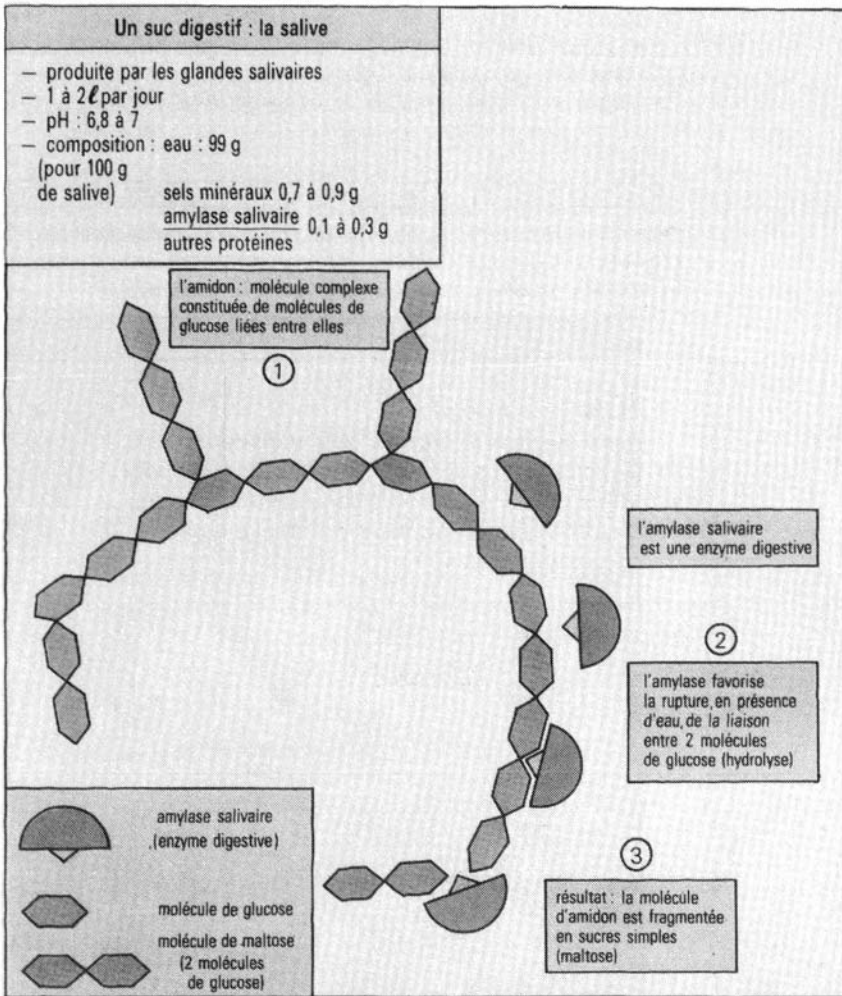 Un suc digestif : la salive
— produite par les glandes salivaires
— 1 à 2ℓ par jour
— pH : 6,8 à 7
— composition : eau : 99 g
(pour 100 g
de salive)
sels minéraux 0,7 à 0,9 g
amylase salivaire
0,1 à 0,3 g
autres protéines
l'amidon : molécule complexe
constituée de molécules de
glucose liées entre elles
1
l'amylase salivaire
est une enzyme digestive
2
l'amylase favorise
la rupture, en présence
d'eau, de la liaison
entre 2 molécules
de glucose (hydrolyse)
3
résultat : la molécule
d'amidon est fragmentée
en sucres simples
(maltose)
amylase salivaire
(enzyme digestive)
molécule de glucose
molécule de maltose
(2 molécules
de glucose)